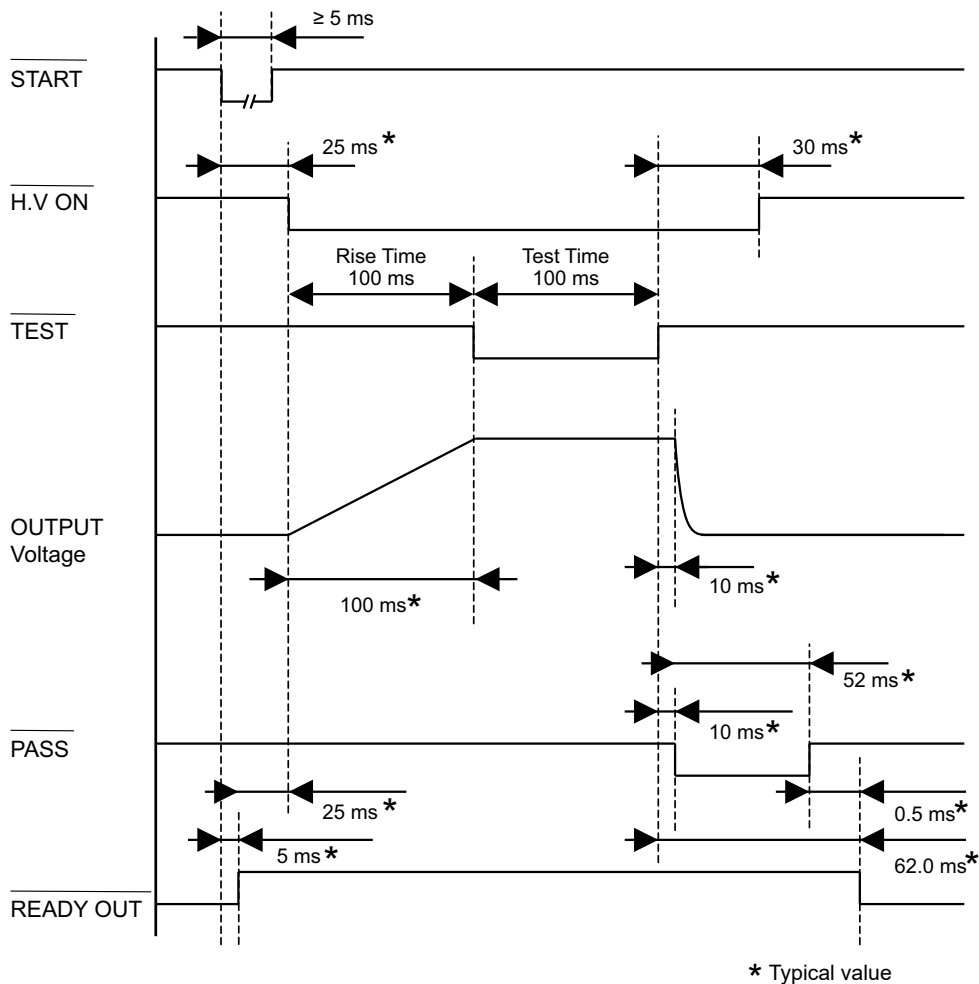 ≥ 5 ms
START
25 ms*
30 ms*
H.V ON
Rise Time
100 ms
Test Time
100 ms
TEST
OUTPUT
Voltage
10 ms*
100 ms*
52 ms*
10 ms*
PASS
25 ms*
0.5 ms*
5 ms*
62.0 ms*
READY OUT
* Typical value